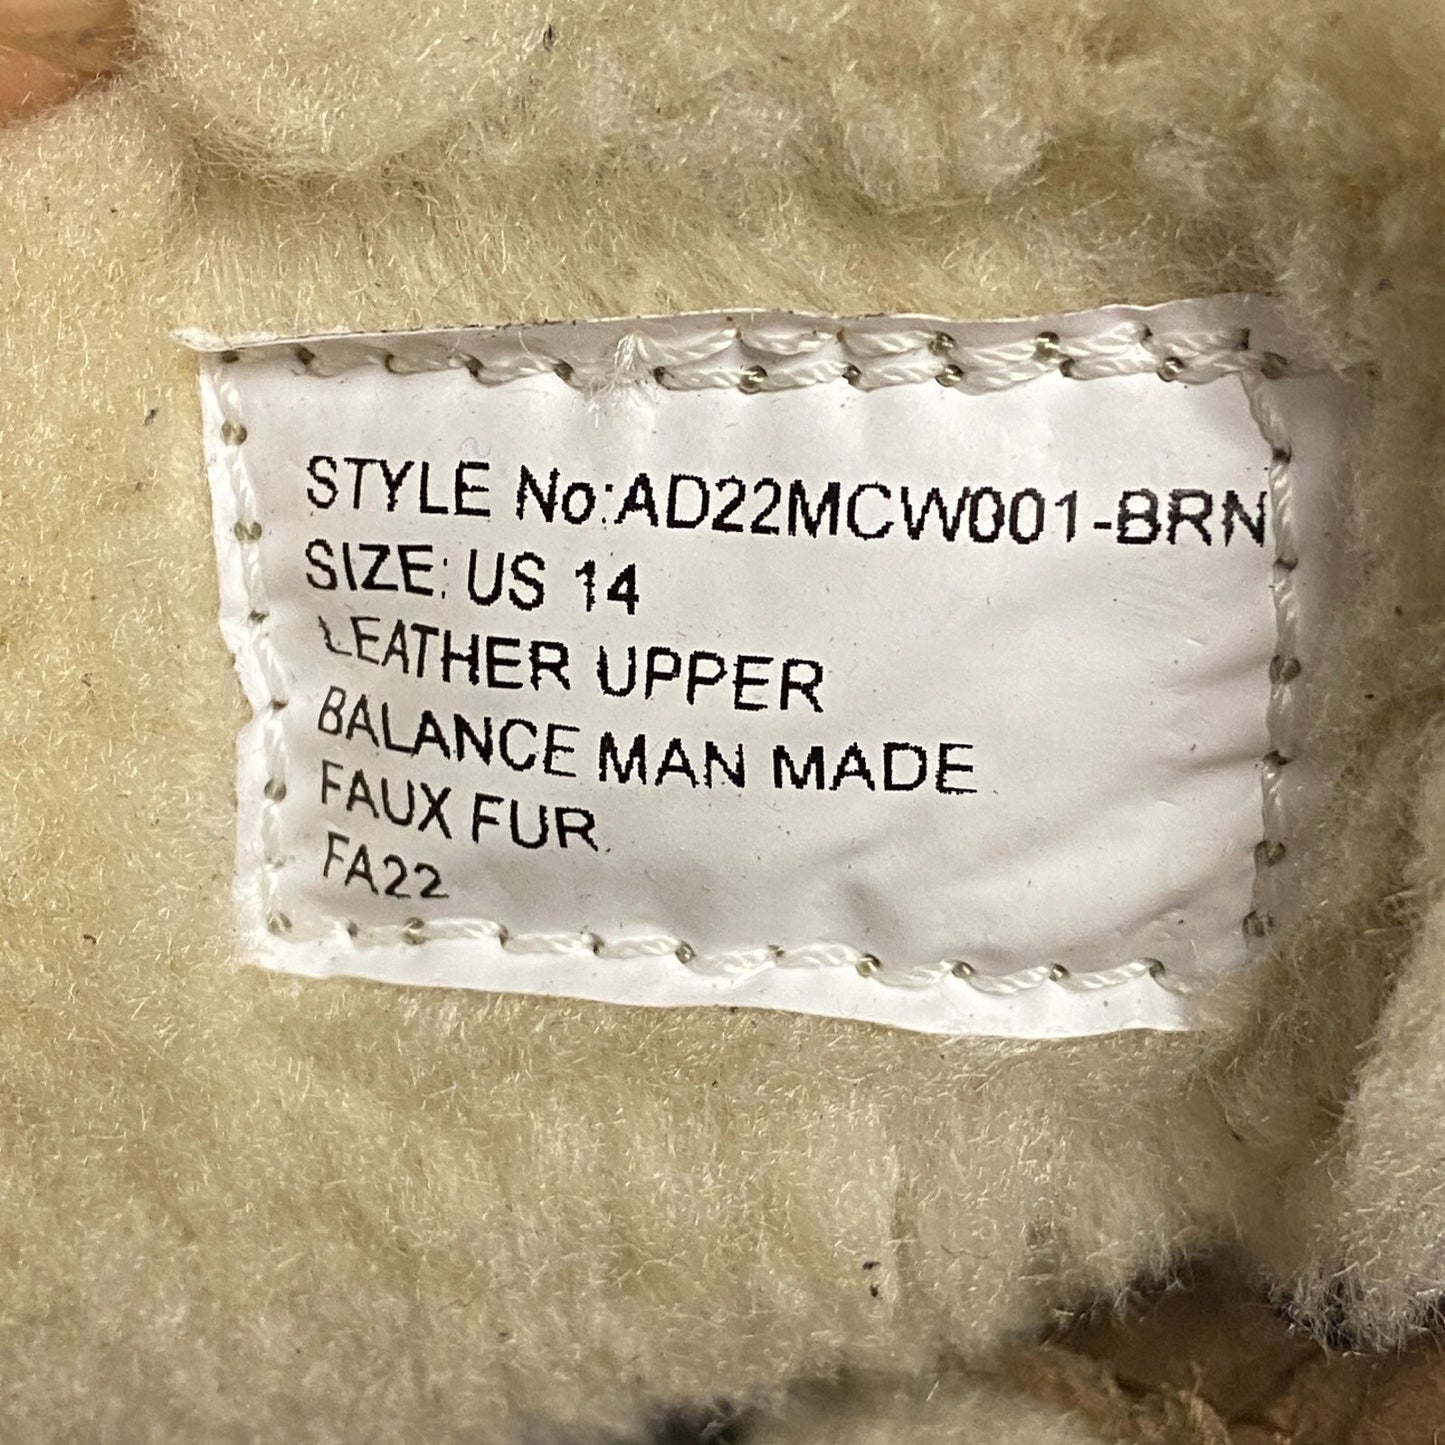 STYLE No:AD22MCW001-BRN
SIZE: US 14
LEATHER UPPER
BALANCE MAN MADE
FAUX FUR
FA22